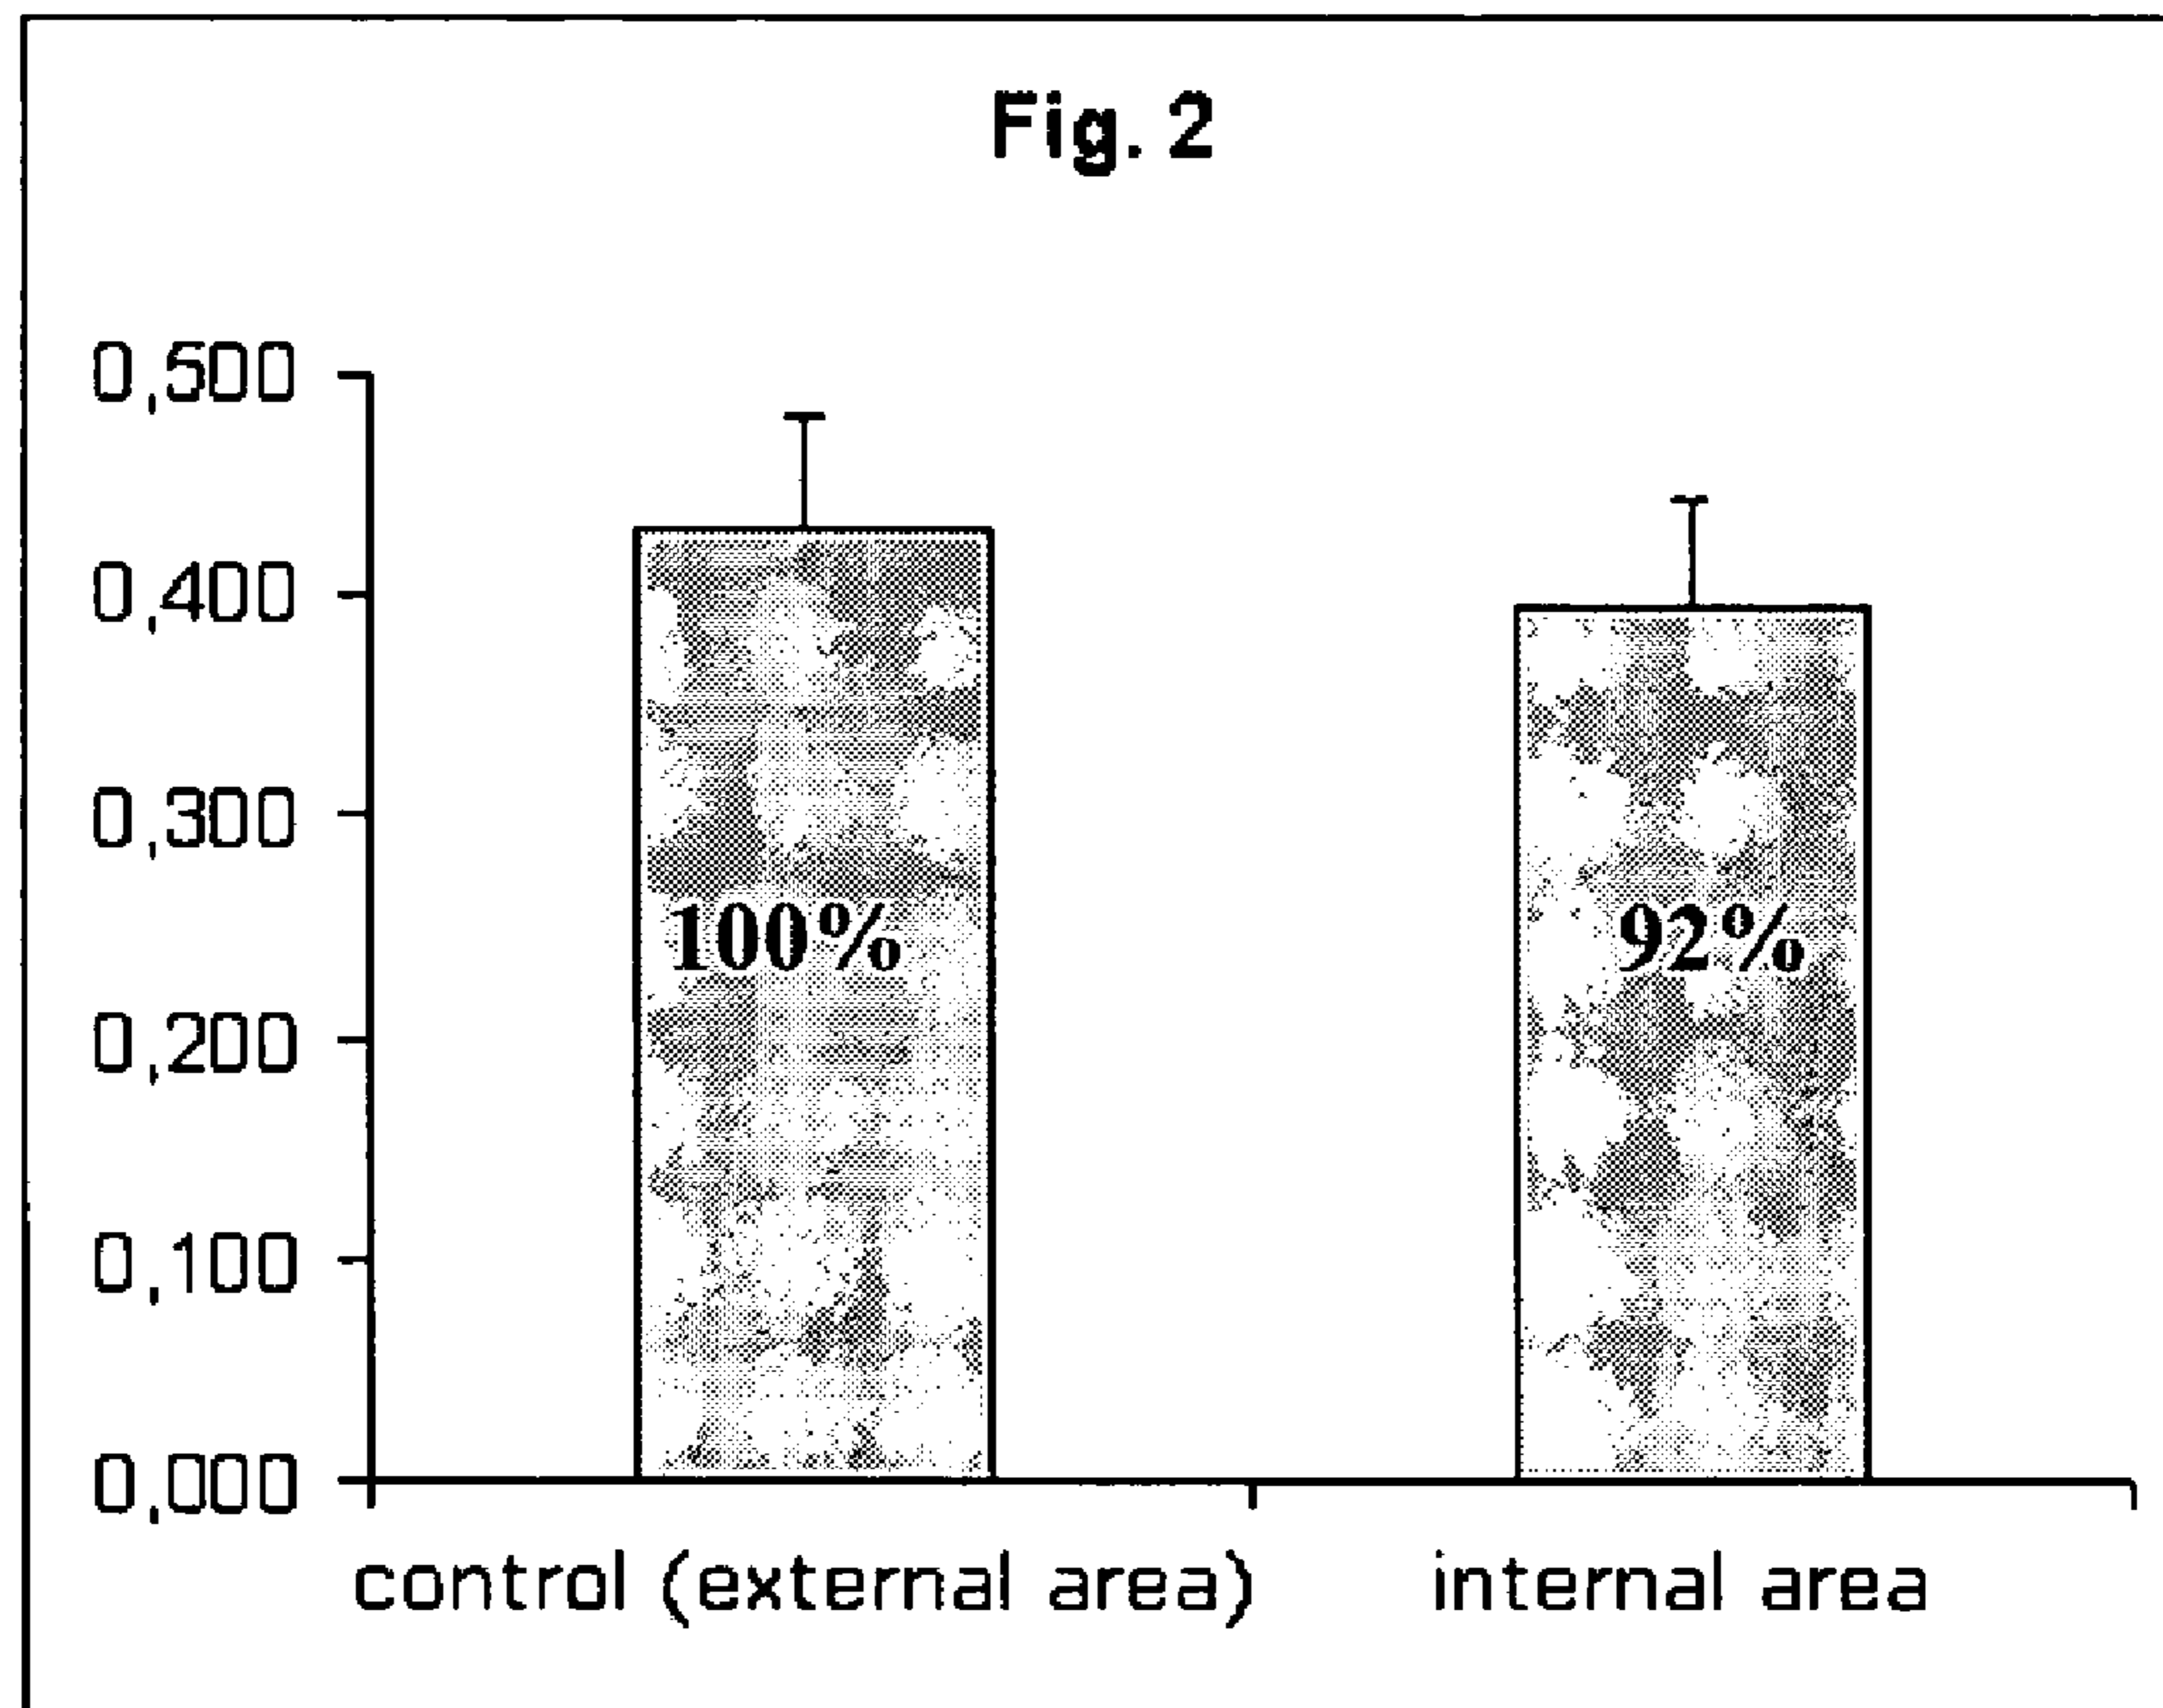 Fig. 2
0,500
0,400
0,300
100%
92%
0,200
0,100
0,000
control (external area)
internal area